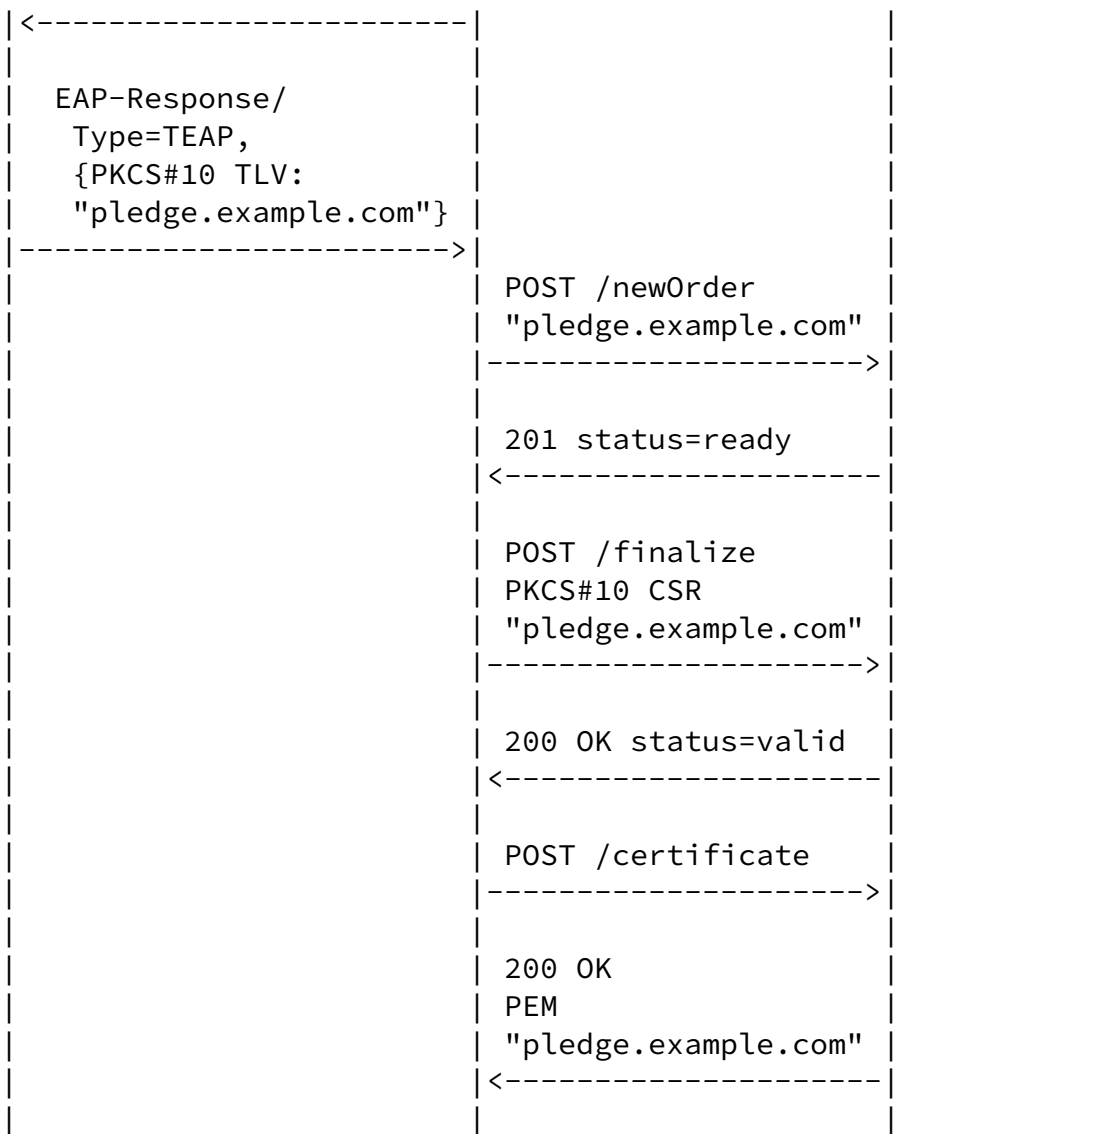 EAP-Response/
Type=TEAP,
{PKCS#10 TLV:
"pledge.example.com"}
POST /newOrder
"pledge.example.com"
201 status=ready
POST /finalize
PKCS#10 CSR
"pledge.example.com"
200 OK status=valid
POST /certificate
200 OK
PEM
"pledge.example.com"